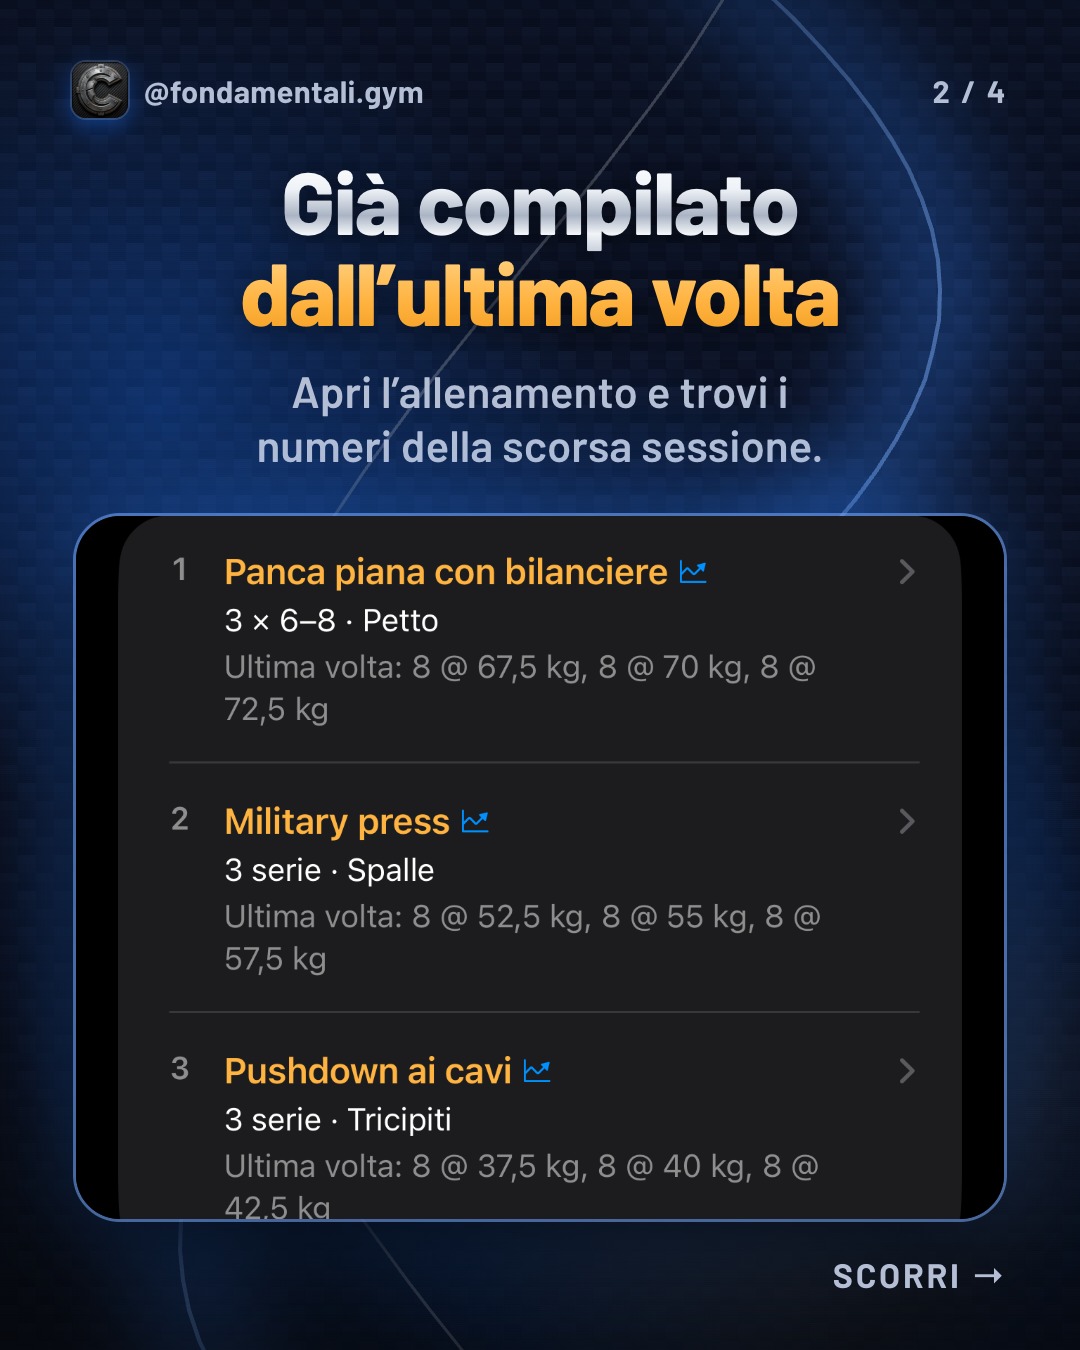 @fondamentali.gym
2 / 4
Già compilato
dall’ultima volta
Apri l’allenamento e trovi i
numeri della scorsa sessione.
1 Panca piana con bilanciere
3 × 6–8 · Petto
Ultima volta: 8 @ 67,5 kg, 8 @ 70 kg, 8 @
72,5 kg
2 Military press
3 serie · Spalle
Ultima volta: 8 @ 52,5 kg, 8 @ 55 kg, 8 @
57,5 kg
3 Pushdown ai cavi
3 serie · Tricipiti
Ultima volta: 8 @ 37,5 kg, 8 @ 40 kg, 8 @
42,5 kg
SCORRI →